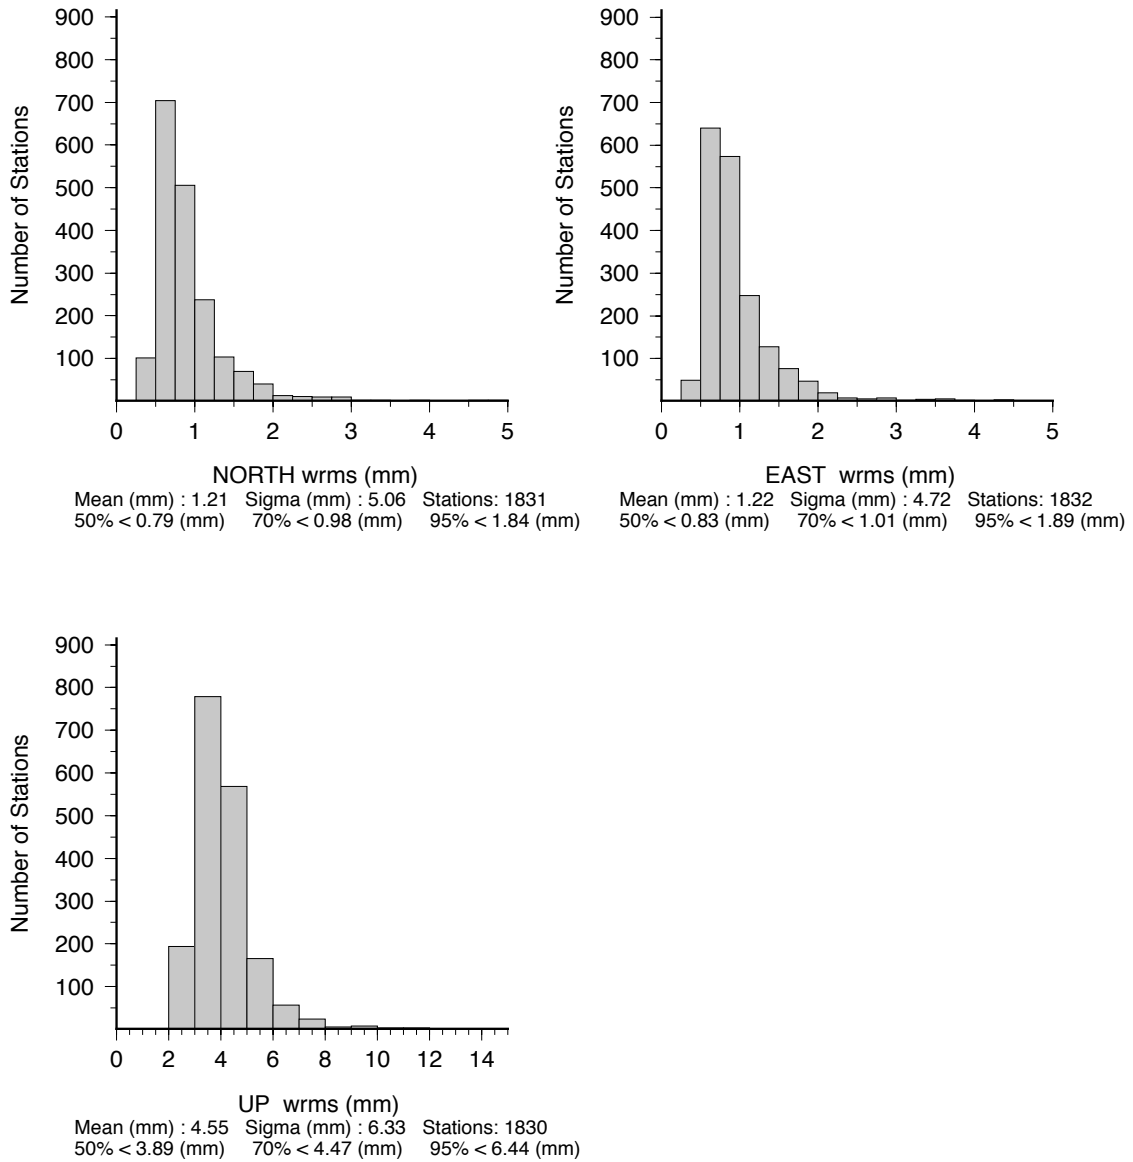 900
800
700
600
500
400
300
200
100
Number of Stations
0 1 2 3 4 5
NORTH wrms (mm)
Mean (mm) : 1.21 Sigma (mm) : 5.06 Stations: 1831
50% < 0.79 (mm) 70% < 0.98 (mm) 95% < 1.84 (mm)
900
800
700
600
500
400
300
200
100
Number of Stations
0 1 2 3 4 5
EAST wrms (mm)
Mean (mm) : 1.22 Sigma (mm) : 4.72 Stations: 1832
50% < 0.83 (mm) 70% < 1.01 (mm) 95% < 1.89 (mm)
900
800
700
600
500
400
300
200
100
Number of Stations
0 2 4 6 8 10 12 14
UP wrms (mm)
Mean (mm) : 4.55 Sigma (mm) : 6.33 Stations: 1830
50% < 3.89 (mm) 70% < 4.47 (mm) 95% < 6.44 (mm)